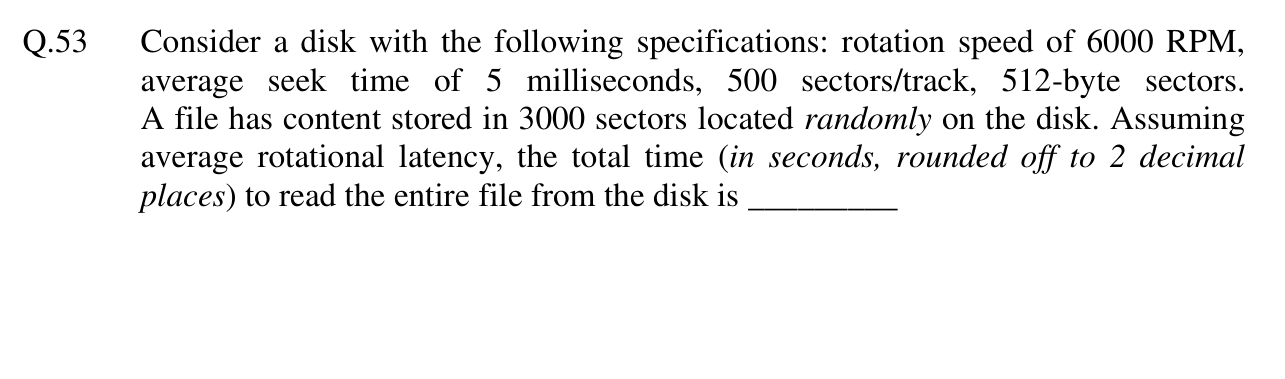 Q.53 Consider a disk with the following specifications: rotation speed of 6000 RPM,
average seek time of 5 milliseconds, 500 sectors/track, 512-byte sectors.
A file has content stored in 3000 sectors located randomly on the disk. Assuming
average rotational latency, the total time (in seconds, rounded off to 2 decimal
places) to read the entire file from the disk is _________